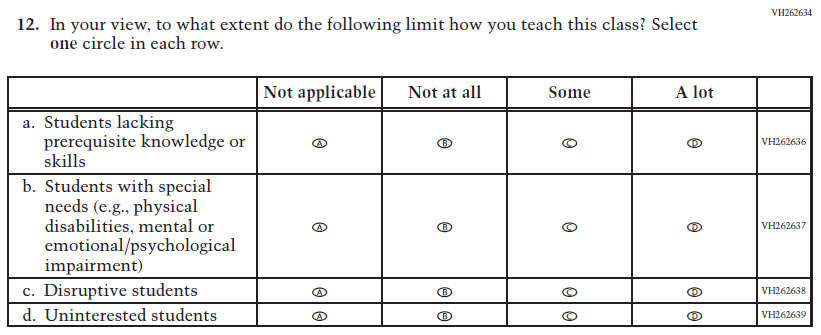 VH262634
12. In your view, to what extent do the following limit how you teach this class? Select
one circle in each row.
Not applicable Not at all Some A lot
a. Students lacking
prerequisite knowledge or
skills
A B C D VH262636
b. Students with special
needs (e.g., physical
disabilities, mental or
emotional/psychological
impairment)
A B C D VH262637
c. Disruptive students A B C D VH262638
d. Uninterested students A B C D VH262639